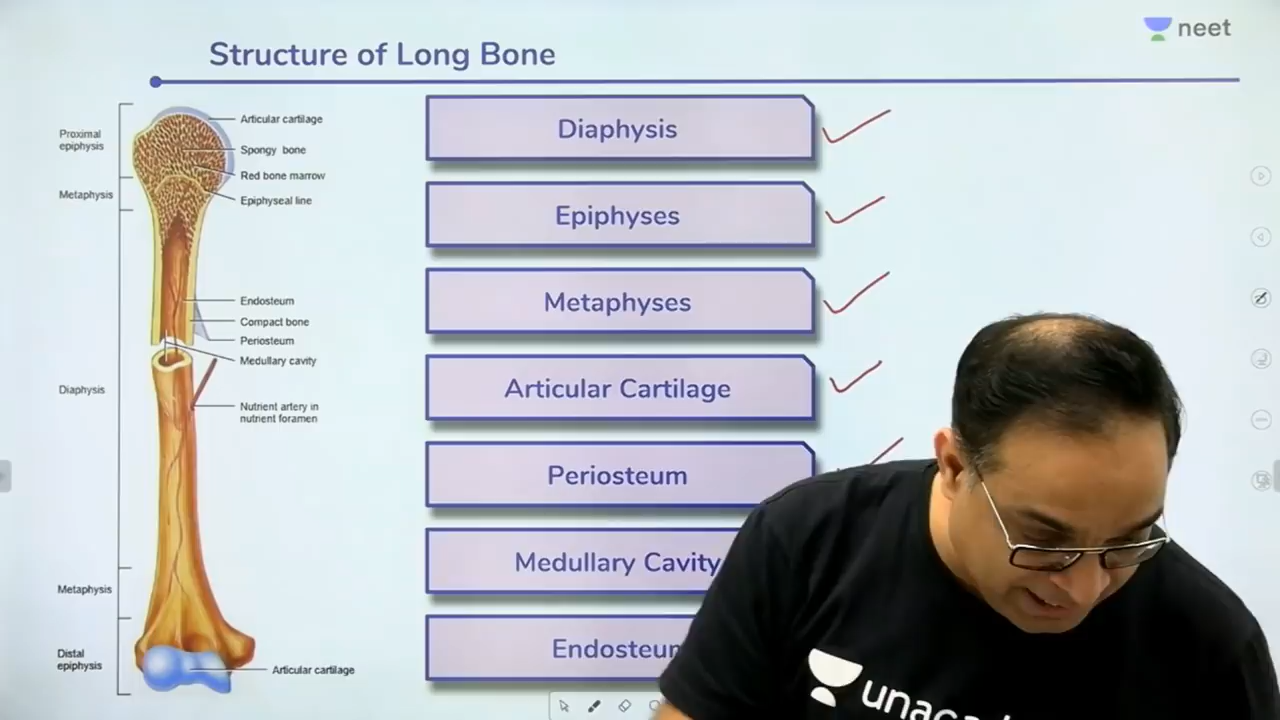 neet
Structure of Long Bone
Proximal
epiphysis
Metaphysis
Diaphysis
Metaphysis
Distal
epiphysis
Articular cartilage
Spongy bone
Red bone marrow
Epiphyseal line
Endosteum
Compact bone
Periosteum
Medullary cavity
Nutrient artery in
nutrient foramen
Articular cartilage
Diaphysis
Epiphyses
Metaphyses
Articular Cartilage
Periosteum
Medullary Cavity
Endosteum